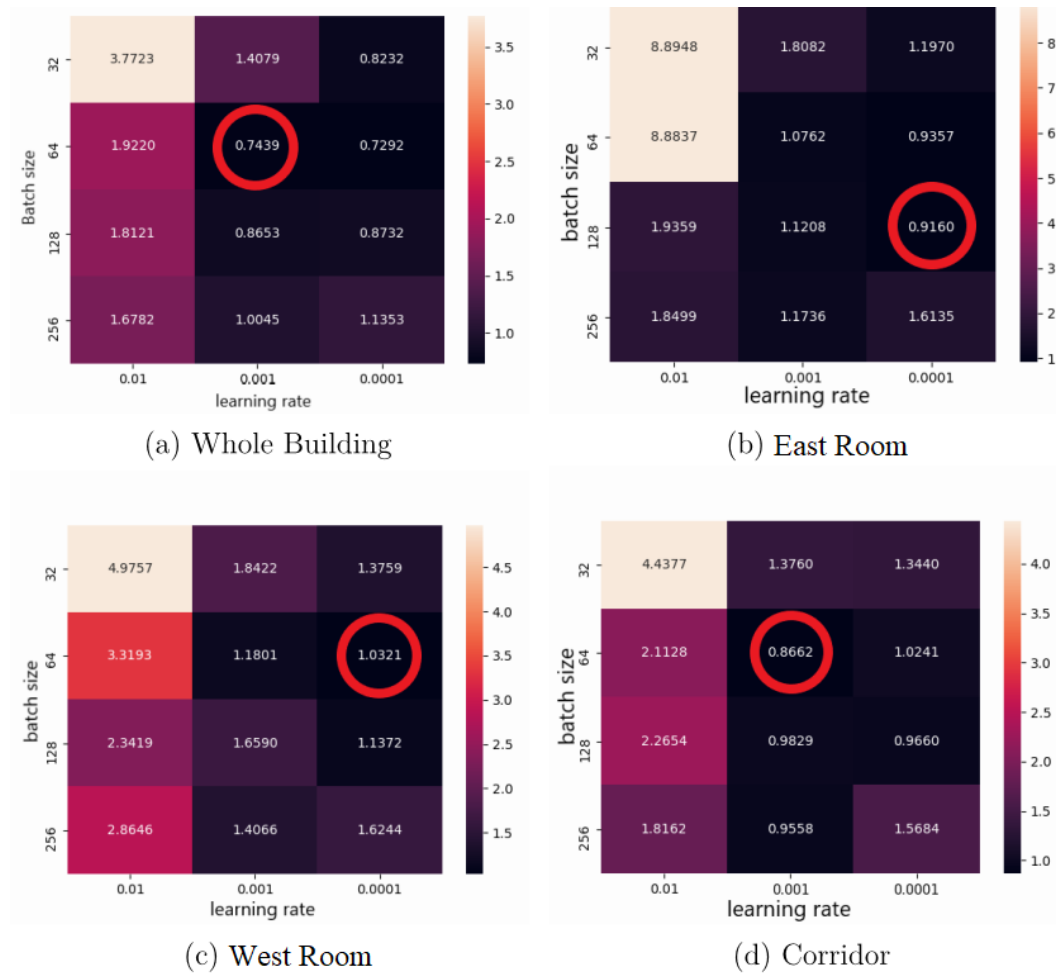 3.7723 1.4079 0.8232
1.9220 0.7439 0.7292
1.8121 0.8653 0.8732
1.6782 1.0045 1.1353
32
64
128
256
Batch size
0.01 0.001 0.0001
learning rate
3.5
3.0
2.5
2.0
1.5
1.0
(a) Whole Building
8.8948 1.8082 1.1970
8.8837 1.0762 0.9357
1.9359 1.1208 0.9160
1.8499 1.1736 1.6135
32
64
128
256
batch size
0.01 0.001 0.0001
learning rate
8
7
6
5
4
3
2
1
(b) East Room
4.9757 1.8422 1.3759
3.3193 1.1801 1.0321
2.3419 1.6590 1.1372
2.8646 1.4066 1.6244
32
64
128
256
batch size
0.01 0.001 0.0001
learning rate
4.5
4.0
3.5
3.0
2.5
2.0
1.5
(c) West Room
4.4377 1.3760 1.3440
2.1128 0.8662 1.0241
2.2654 0.9829 0.9660
1.8162 0.9558 1.5684
32
64
128
256
batch size
0.01 0.001 0.0001
learning rate
4.0
3.5
3.0
2.5
2.0
1.5
1.0
(d) Corridor